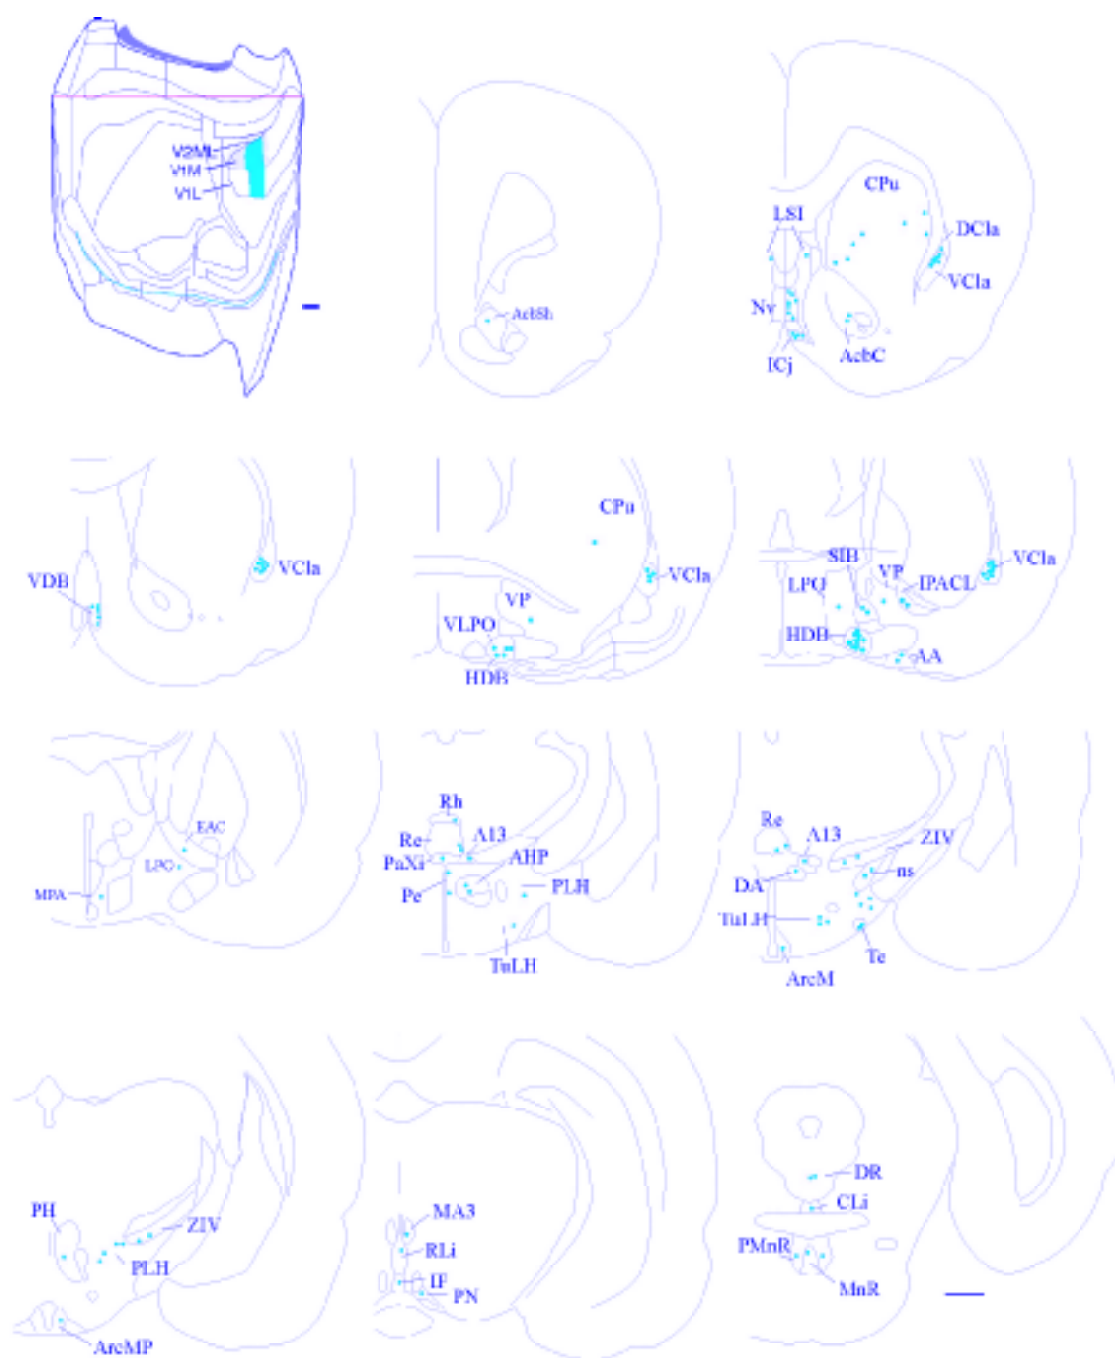 V2ML
V1M
V1L
AcbSh
CPu
LSI
DCla
VCla
Nv
ICj
AcbC
VDB
VCla
CPu
VCla
VP
VLPO
HDB
SIB
VP
IPACL
VCla
LPO
HDB
AA
EAC
LPO
MPA
Rh
Re
A13
PaXi
AHP
Pe
PLH
TuLH
Re
A13
ZIV
DA
ns
TuLH
Te
ArcM
PH
ZIV
PLH
ArcMP
MA3
RLi
IF
PN
DR
CLi
PMnR
MnR